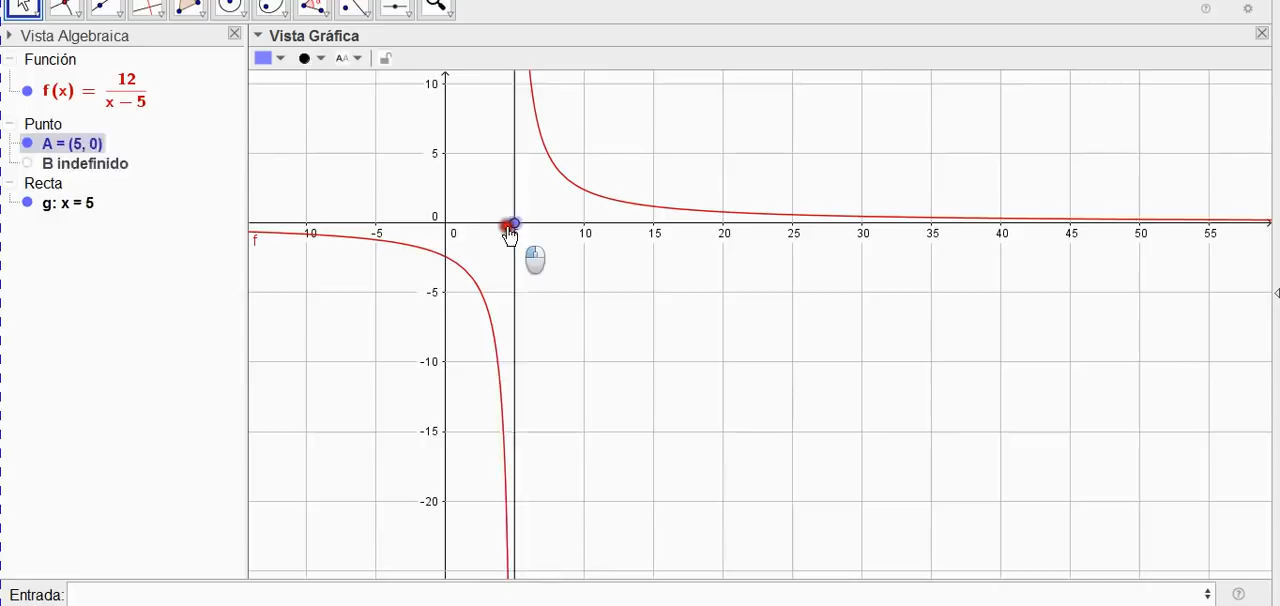 Vista Algebraica
Función
f(x) = 12 / x – 5
Punto
A = (5, 0)
B indefinido
Recta
g: x = 5
Vista Gráfica
AA
10
5
0
-5
-10
-15
-20
10 -5 0 10 15 20 25 30 35 40 45 50 55
f
Entrada: